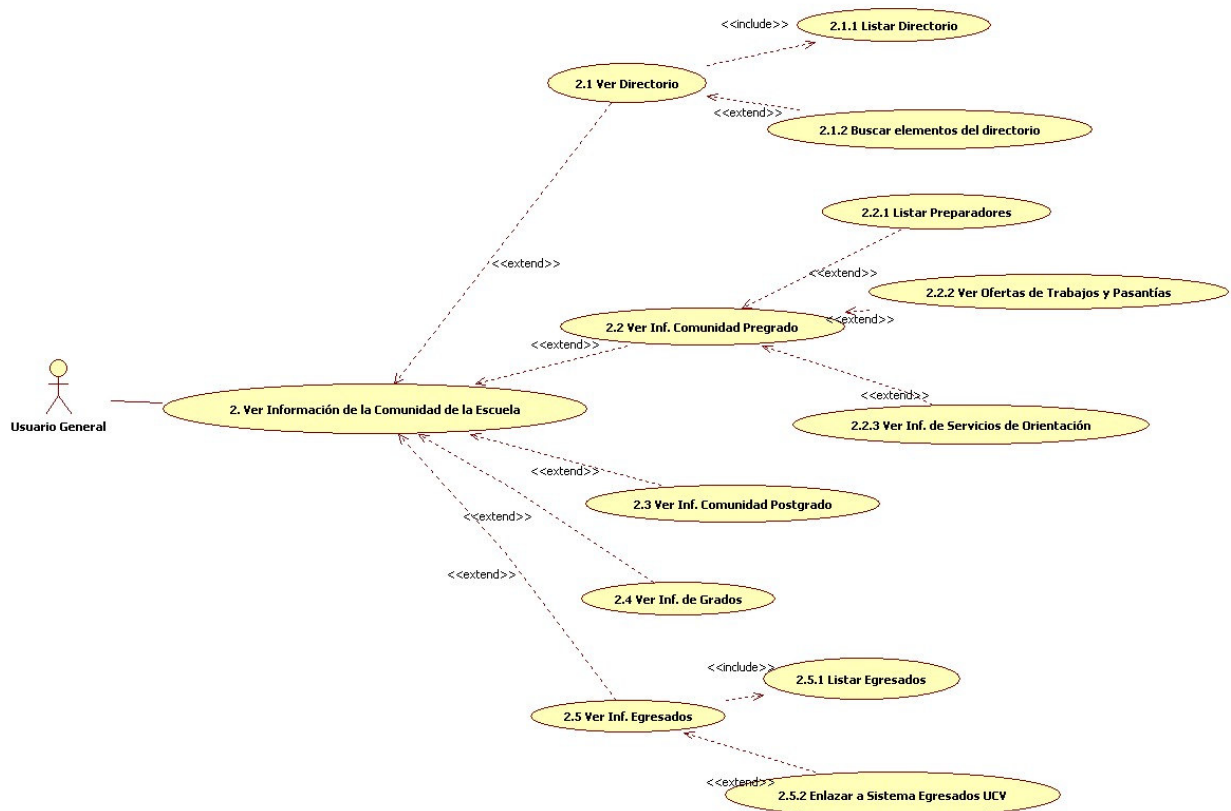 <<include>>
2.1.1 Listar Directorio
2.1 Ver Directorio
<<extend>>
2.1.2 Buscar elementos del directorio
2.2.1 Listar Preparadores
<<extend>>
<<extend>>
2.2.2 Ver Ofertas de Trabajos y Pasantías
<<extend>>
2.2 Ver Inf. Comunidad Pregrado
<<extend>>
<<extend>>
2. Ver Información de la Comunidad de la Escuela
Usuario General
2.2.3 Ver Inf. de Servicios de Orientación
<<extend>>
2.3 Ver Inf. Comunidad Postgrado
<<extend>>
<<extend>>
2.4 Ver Inf. de Grados
<<include>>
2.5.1 Listar Egresados
2.5 Ver Inf. Egresados
<<extend>>
2.5.2 Enlazar a Sistema Egresados UCV